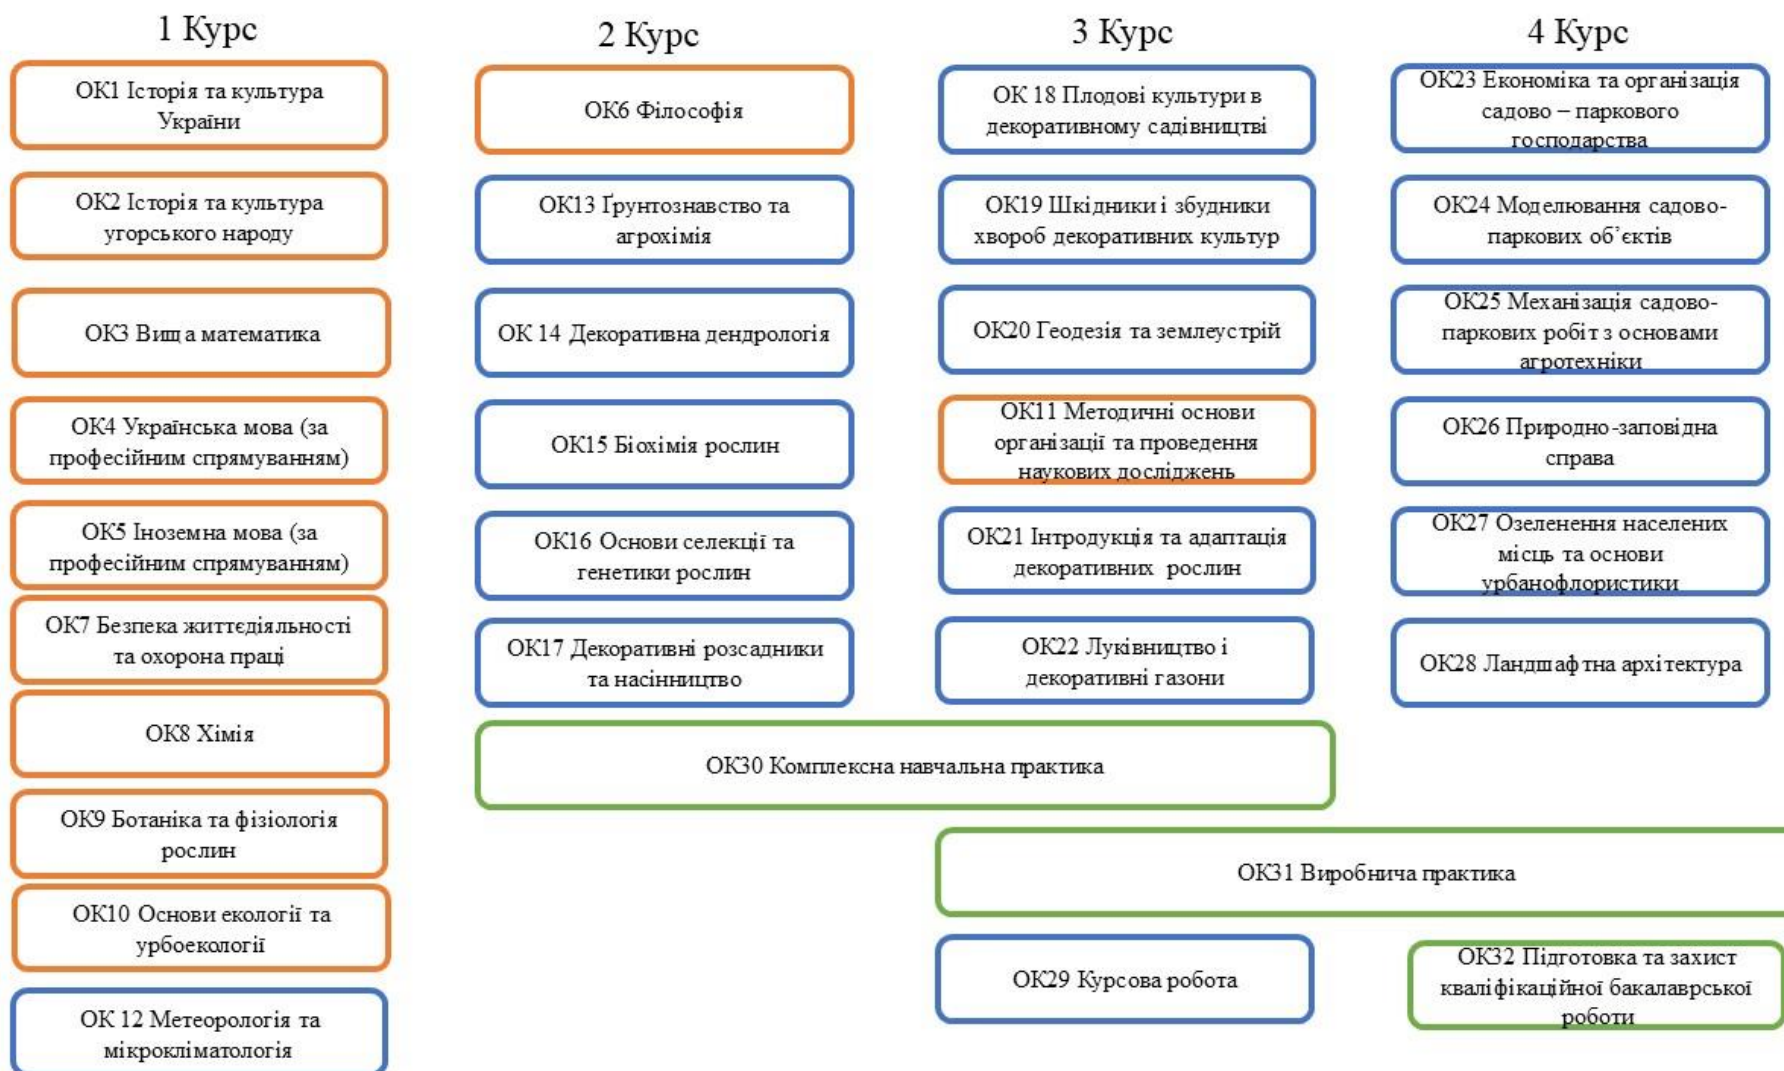 1 Курс
ОК1 Історія та культура
України
ОК2 Історія та культура
угорського народу
ОК3 Вища математика
ОК4 Українська мова (за
професійним спрямуванням)
ОК5 Іноземна мова (за
професійним спрямуванням)
ОК7 Безпека життєдіяльності
та охорона праці
ОК8 Хімія
ОК9 Ботаніка та фізіологія
рослин
ОК10 Основи екології та
урбоекології
ОК 12 Метеорологія та
мікрокліматологія
2 Курс
ОК6 Філософія
ОК13 Ґрунтознавство та
агрохімія
ОК 14 Декоративна дендрологія
ОК15 Біохімія рослин
ОК16 Основи селекції та
генетики рослин
ОК17 Декоративні розсадники
та насінництво
ОК30 Комплексна навчальна практика
3 Курс
ОК 18 Плодові культури в
декоративному садівництві
ОК19 Шкідники і збудники
хвороб декоративних культур
ОК20 Геодезія та землеустрій
ОК11 Методичні основи
організації та проведення
наукових досліджень
ОК21 Інтродукція та адаптація
декоративних рослин
ОК22 Луківництво і
декоративні газони
ОК31 Виробнича практика
ОК29 Курсова робота
4 Курс
ОК23 Економіка та організація
садово – паркового
господарства
ОК24 Моделювання садово-
паркових об’єктів
ОК25 Механізація садово-
паркових робіт з основами
агротехніки
ОК26 Природно-заповідна
справа
ОК27 Озеленення населених
місць та основи
урбанофлористики
ОК28 Ландшафтна архітектура
ОК32 Підготовка та захист
кваліфікаційної бакалаврської
роботи